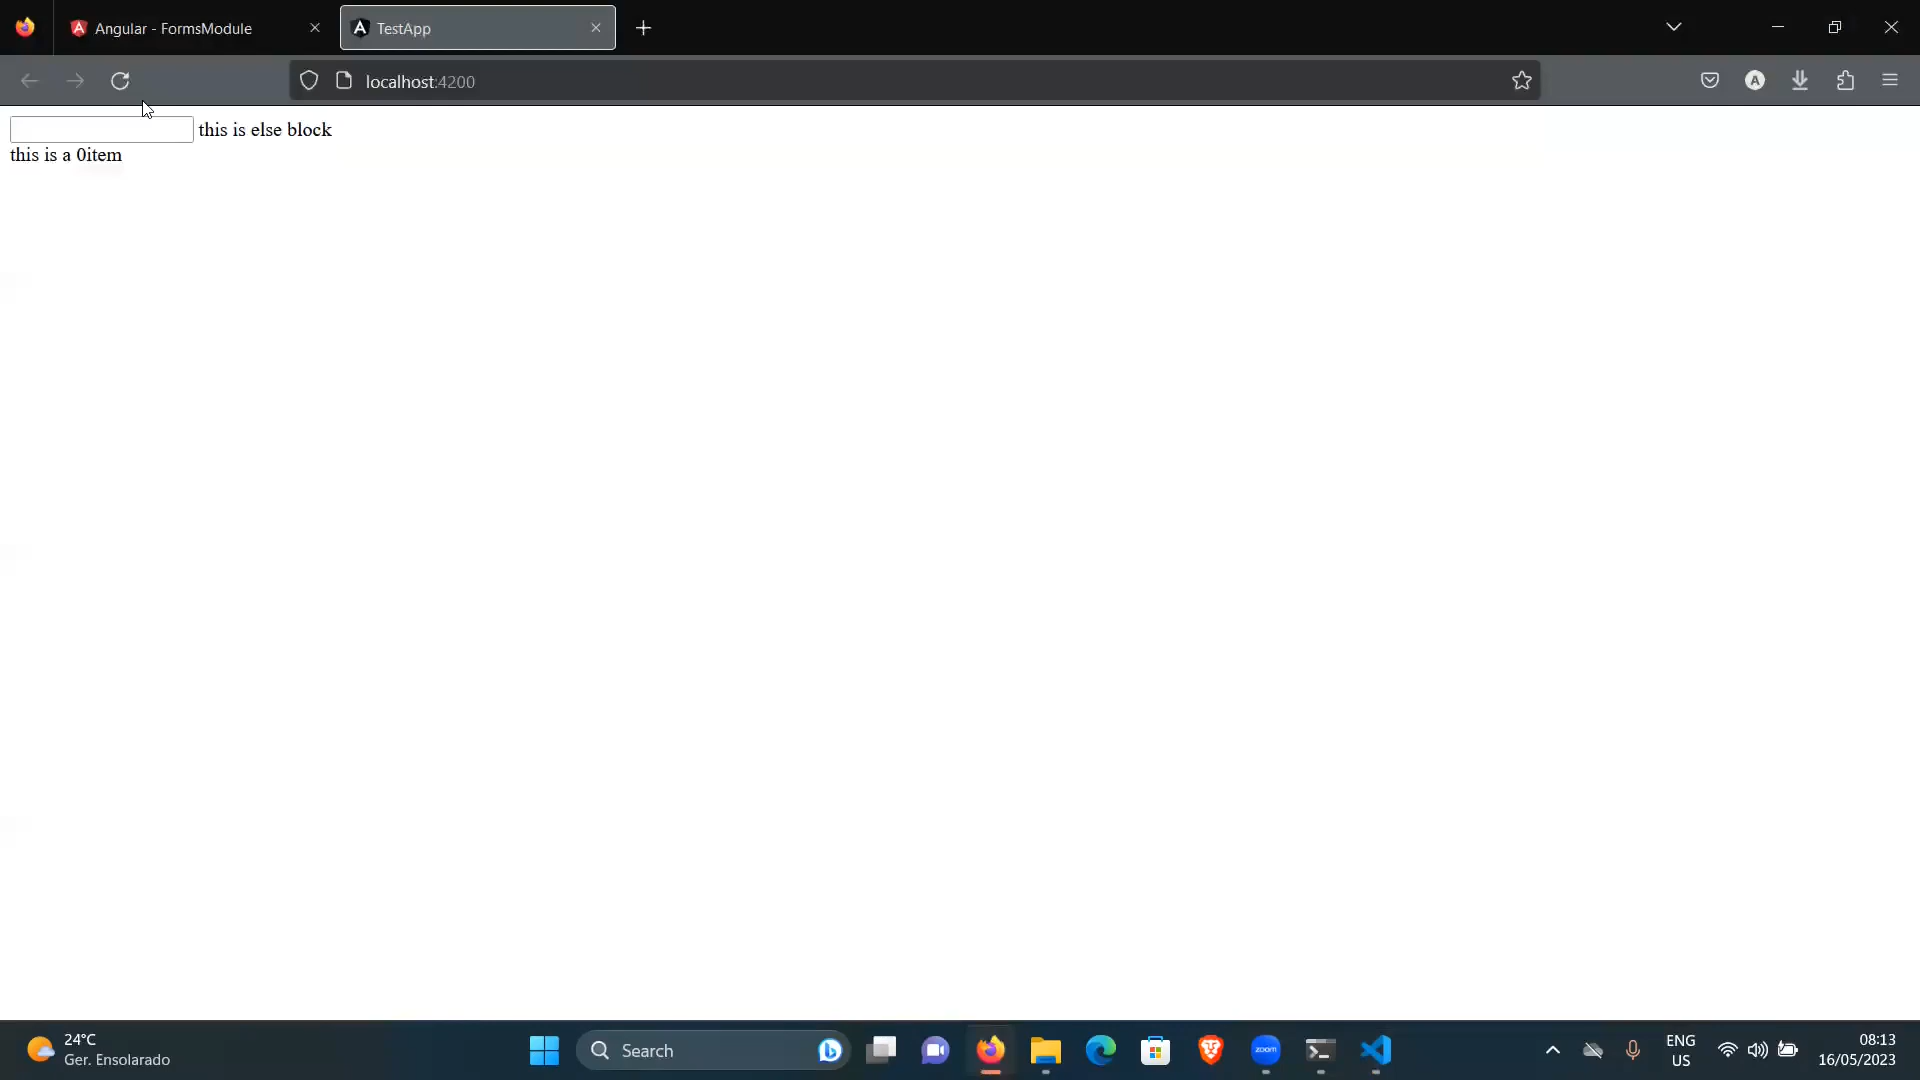 Angular - FormsModule
TestApp
localhost:4200
this is else block
this is a 0item
24°C
Ger. Ensolarado
Search
zoom
ENG
US
08:13
16/05/2023